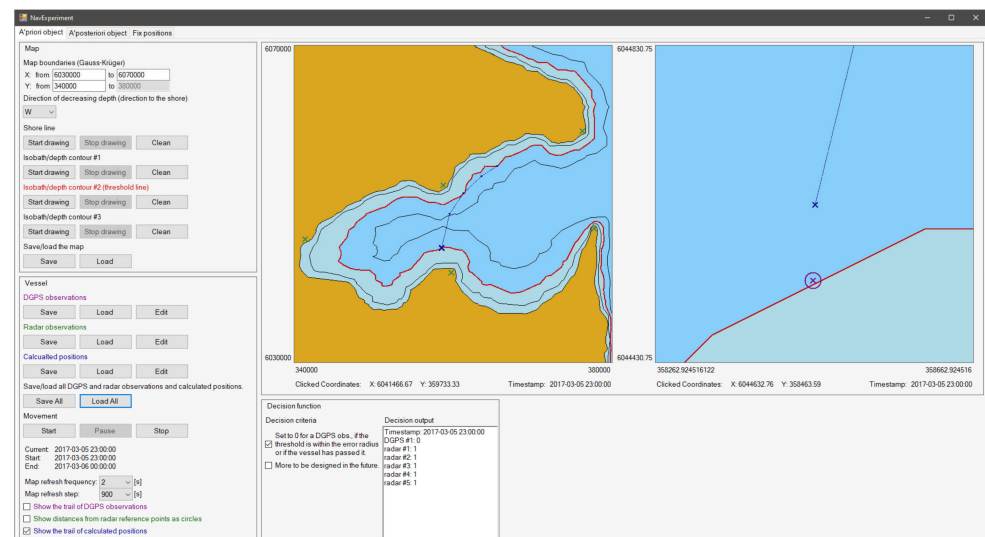 NavExperiment
A'priori object A'posteriori object Fix positions
Map
Map boundaries (Gauss-Krüger)
X: from 6030000 to 6070000
Y: from 340000 to 380000
Direction of decreasing depth (direction to the shore)
W
Shore line
Start drawing Stop drawing Clean
Isobath/depth contour #1
Start drawing Stop drawing Clean
Isobath/depth contour #2 (threshold line)
Start drawing Stop drawing Clean
Isobath/depth contour #3
Start drawing Stop drawing Clean
Save/load the map
Save Load
Vessel
DGPS observations
Save Load Edit
Radar observations
Save Load Edit
Calcualted positions
Save Load Edit
Save/load all DGPS and radar observations and calculated positions.
Save All Load All
Movement
Start Pause Stop
Current: 2017-03-05 23:00:00
Start: 2017-03-05 23:00:00
End: 2017-03-06 00:00:00
Map refresh frequency: 2 [s]
Map refresh step: 900 [s]
Show the trail of DGPS observations
Show distances from radar reference points as circles
Show the trail of calculated positions
6070000
6030000
340000 380000
Clicked Coordinates: X: 6041466.67 Y: 359733.33 Timestamp: 2017-03-05 23:00:00
6044830.75
6044430.75
358262.924516122 358662.924516
Clicked Coordinates: X: 6044632.76 Y: 358463.59 Timestamp: 2017-03-05 23:00:00
Decision function
Decision criteria
Set to 0 for a DGPS obs., if the
threshold is within the error radius
or if the vessel has passed it.
More to be designed in the future.
Decision output
Timestamp: 2017-03-05 23:00:00
DGPS #1: 0
radar #1: 1
radar #2: 1
radar #3: 1
radar #4: 1
radar #5: 1